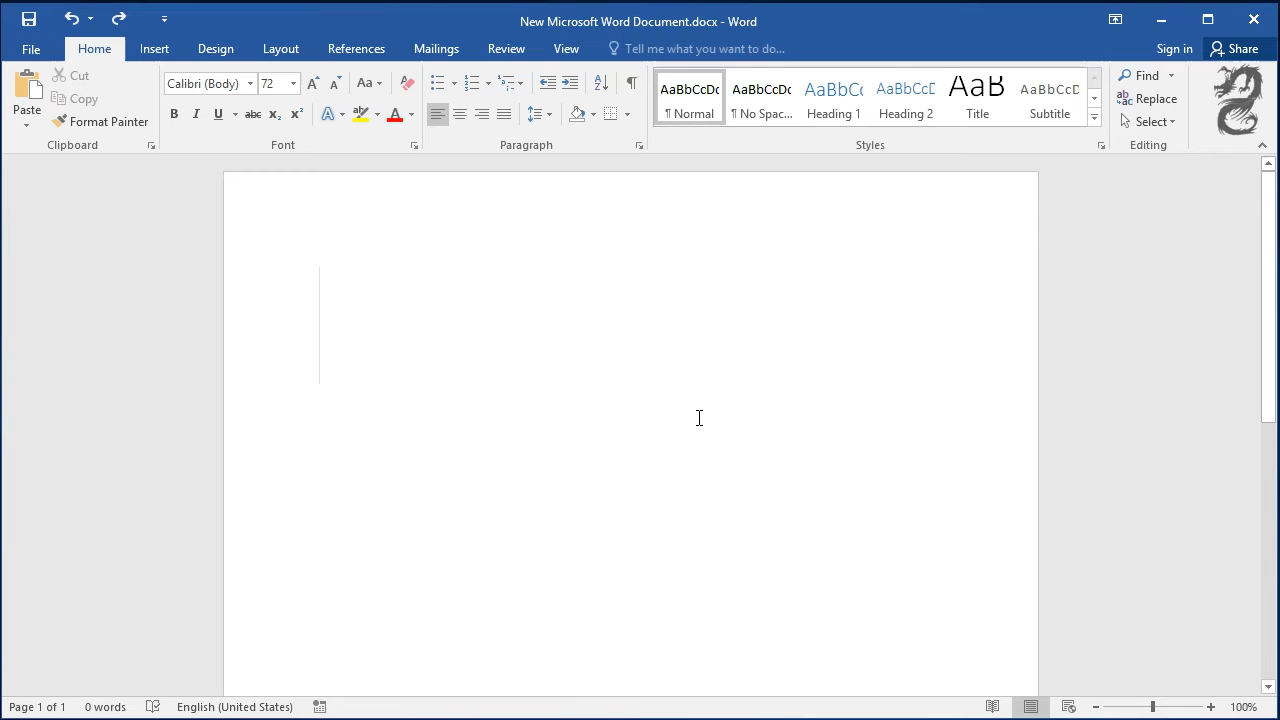 New Microsoft Word Document.docx - Word
File Home Insert Design Layout References Mailings Review View Tell me what you want to do... Sign in Share
Paste
Cut
Copy
Format Painter
Clipboard
Calibri (Body) 72
A A Aa
B I U abc X₂ X² A A
Font
Paragraph
AaBbCcDc AaBbCcDc AaBbC AaBbCcD AaB AaBbCcD
¶ Normal ¶ No Spac... Heading Heading 2 Title Subtitle
Styles
Find
Replace
Select
Editing
Page 1 of 1 0 words English (United States) 100%